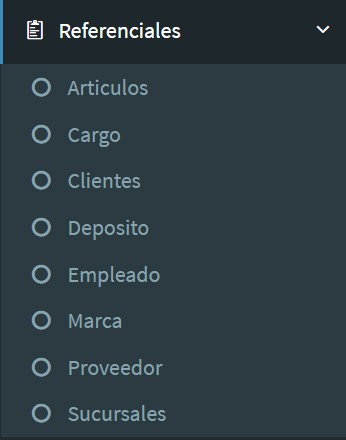 Referenciales
Articulos
Cargo
Clientes
Deposito
Empleado
Marca
Proveedor
Sucursales